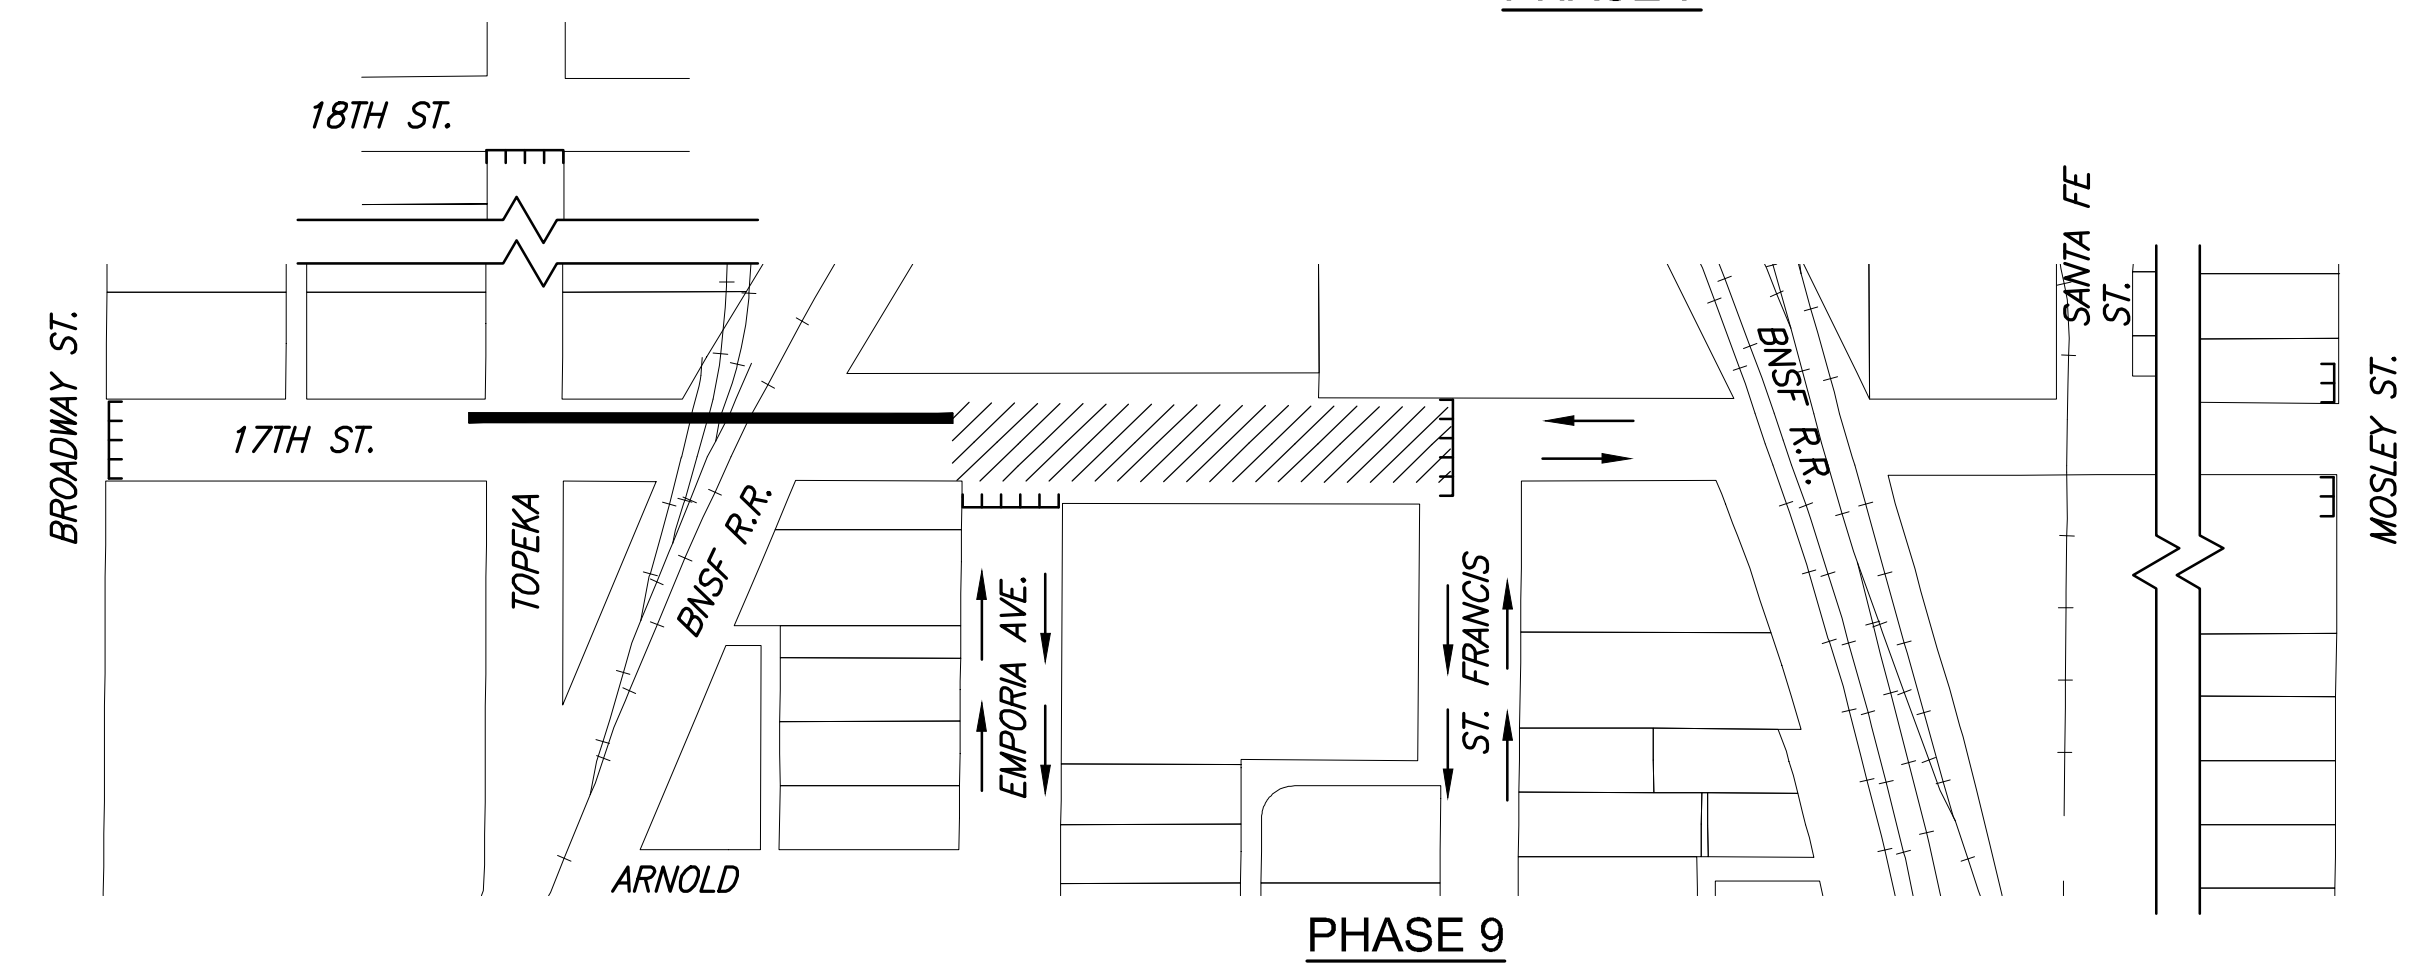 18TH ST.
SANTA FE
ST.
BROADWAY ST.
17TH ST.
BNSF R.R.
MOSLEY ST.
TOPEKA
BNSF R.R.
EMPORIA AVE.
ST. FRANCIS
ARNOLD
PHASE 9